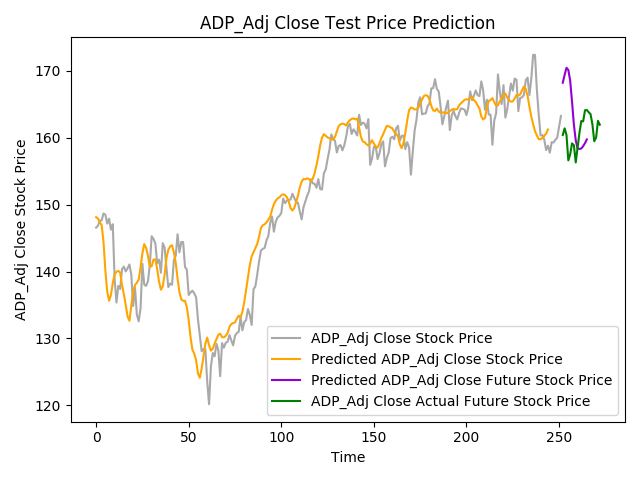 ADP_Adj Close Test Price Prediction
ADP_Adj Close Stock Price
170
160
150
140
130
120
0
50
100
150
200
250
Time
ADP_Adj Close Stock Price
Predicted ADP_Adj Close Stock Price
Predicted ADP_Adj Close Future Stock Price
ADP_Adj Close Actual Future Stock Price